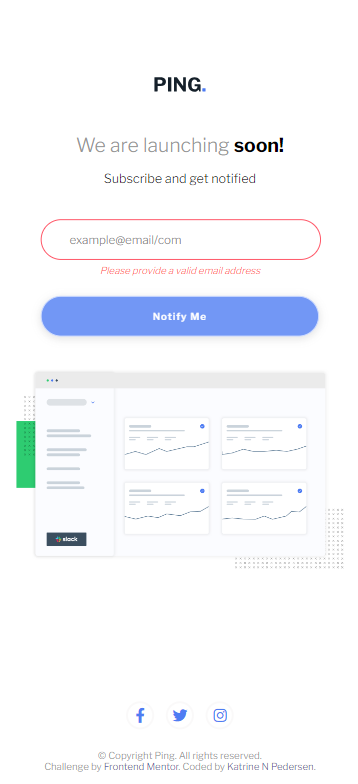 PING.
We are launching soon!
Subscribe and get notified
example@email/com
Please provide a valid email address
Notify Me
slack
© Copyright Ping. All rights reserved.
Challenge by Frontend Mentor. Coded by Katrine N Pedersen.